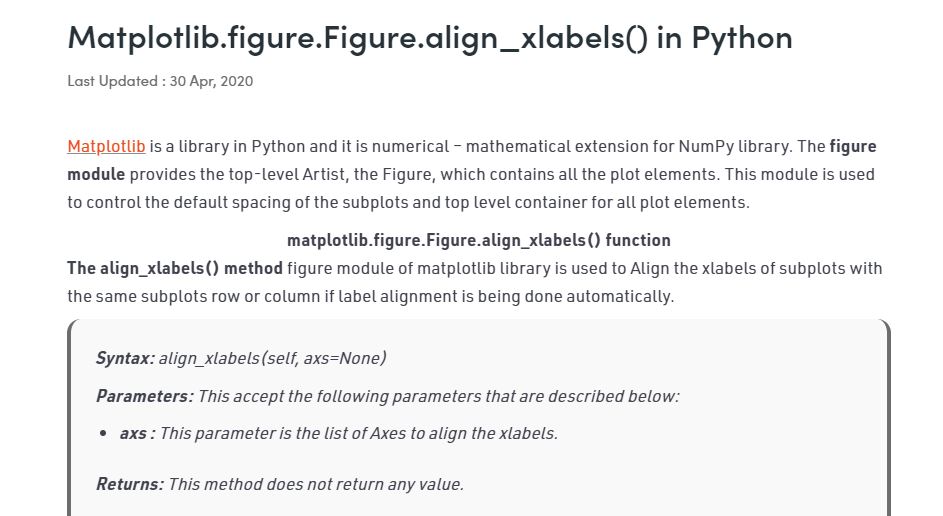 Matplotlib.figure.Figure.align_xlabels() in Python
Last Updated : 30 Apr, 2020
Matplotlib is a library in Python and it is numerical – mathematical extension for NumPy library. The figure
module provides the top-level Artist, the Figure, which contains all the plot elements. This module is used
to control the default spacing of the subplots and top level container for all plot elements.
matplotlib.figure.Figure.align_xlabels() function
The align_xlabels() method figure module of matplotlib library is used to Align the xlabels of subplots with
the same subplots row or column if label alignment is being done automatically.
Syntax: align_xlabels(self, axs=None)
Parameters: This accept the following parameters that are described below:
• axs : This parameter is the list of Axes to align the xlabels.
Returns: This method does not return any value.